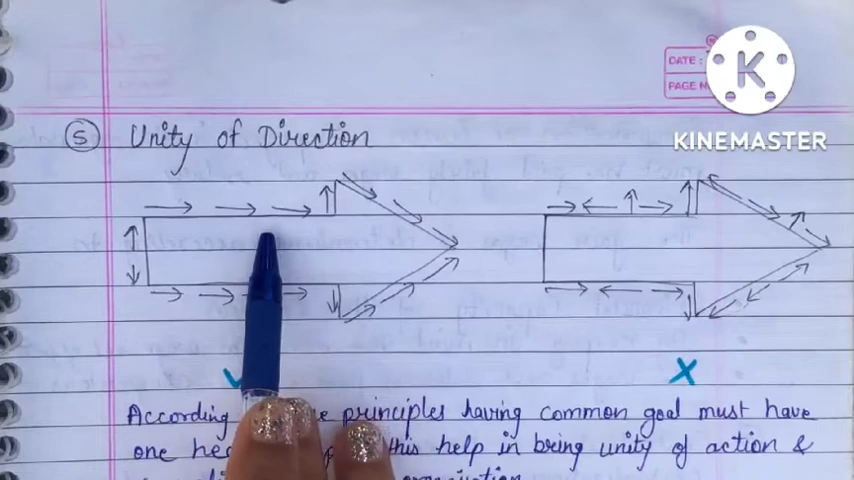 DATE :
PAGE N
K
KINEMASTER
5 Unity of Direction
According principles having common goal must have
one this help in bring unity of action &